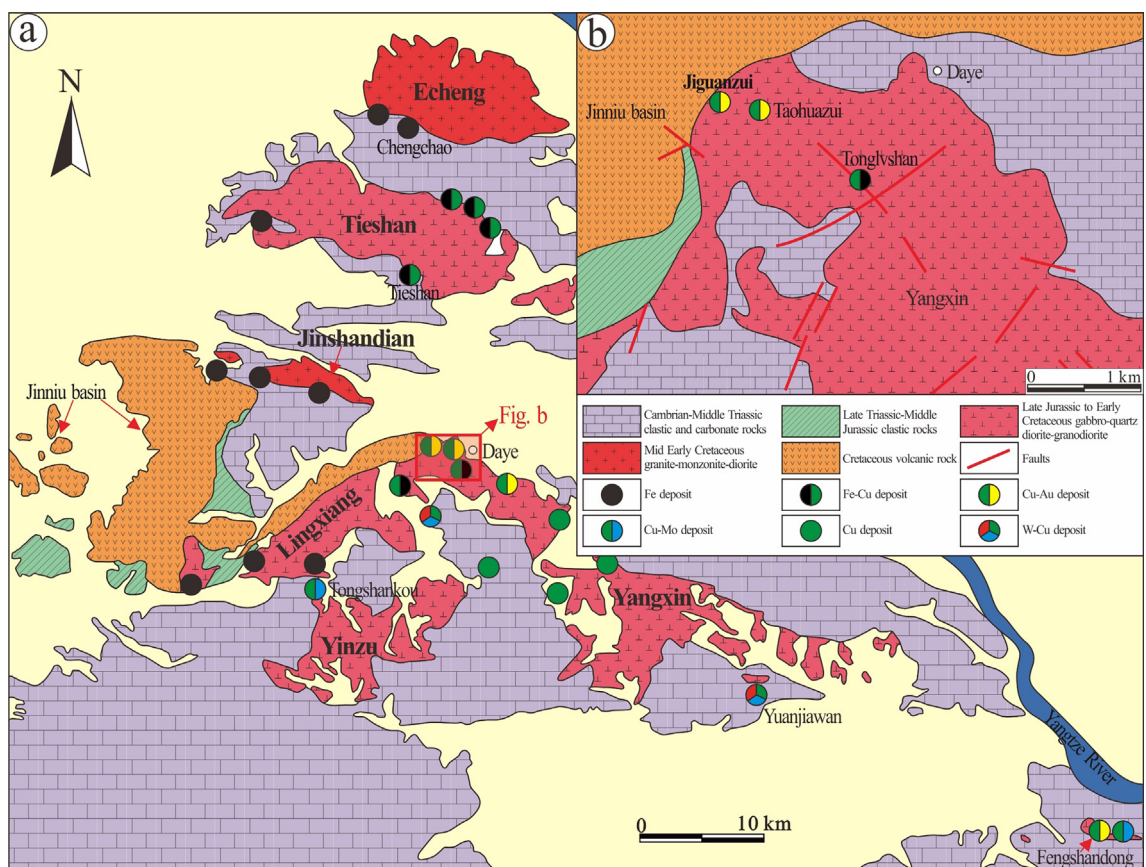 a
N
Echeng
Chengchao
Tieshan
Tieshan
Jinshandian
Jinniu basin
Fig. b
Daye
Lingxiang
Tongshankou
Yangxin
Yinzu
Yuanjiawan
Yangtze River
Fengshandong
0 10 km
b
Daye
Jiguanzui
Taohuazui
Jinniu basin
Tonglvshan
Yangxin
0 1 km
Cambrian-Middle Triassic
clastic and carbonate rocks
Late Triassic-Middle
Jurassic clastic rocks
Late Jurassic to Early
Cretaceous gabbro-quartz
diorite-granodiorite
Mid Early Cretaceous
granite-monzonite-diorite
Cretaceous volcanic rock
Faults
Fe deposit
Fe-Cu deposit
Cu-Au deposit
Cu-Mo deposit
Cu deposit
W-Cu deposit